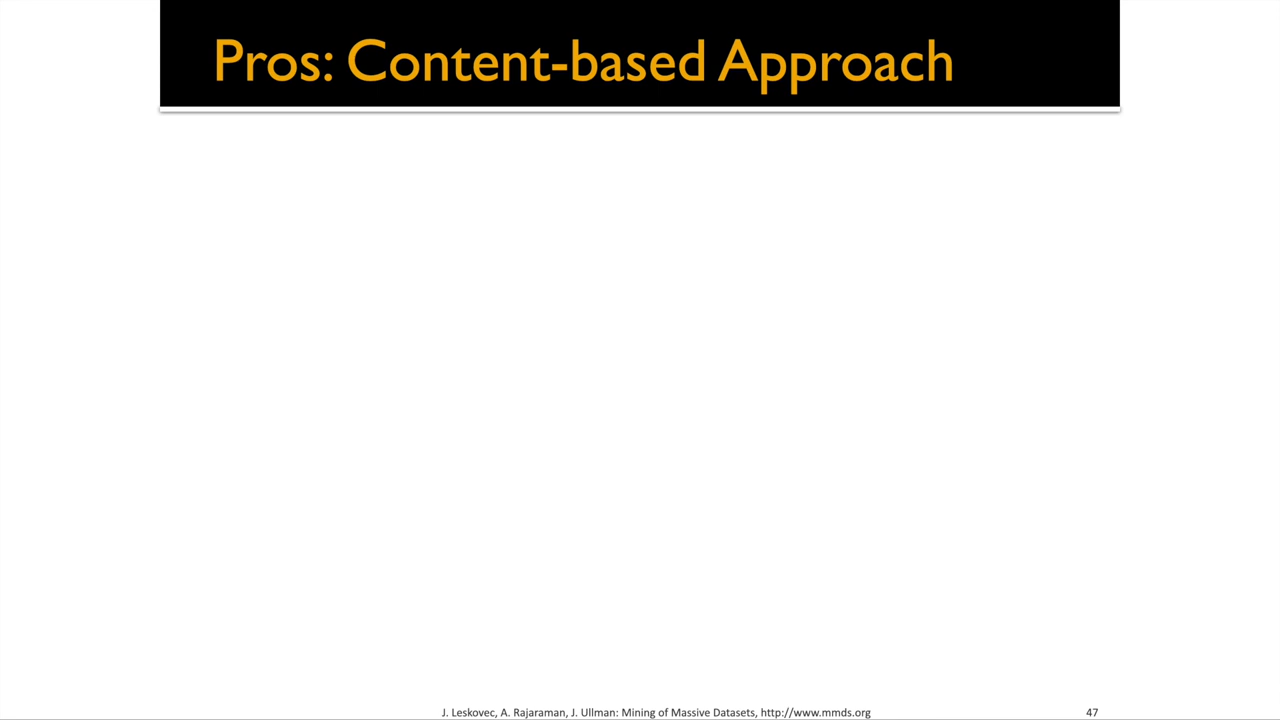 Pros: Content-based Approach
J. Leskovec, A. Rajaraman, J. Ullman: Mining of Massive Datasets, http://www.mmds.org
47